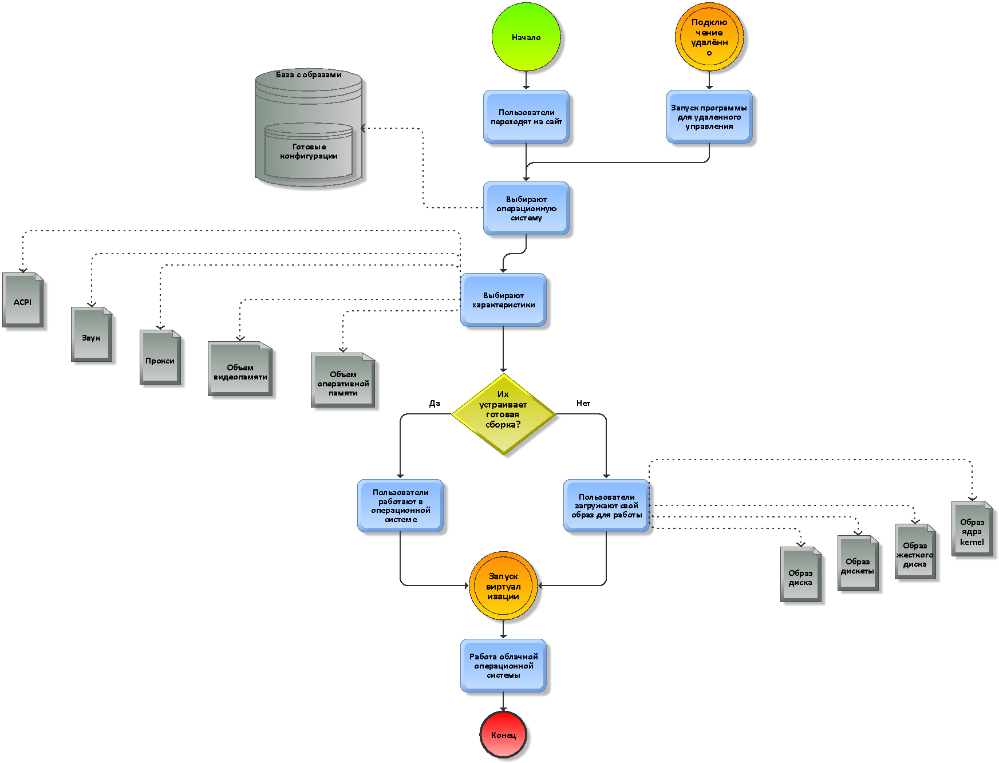 Начало
Подклю
чение
удалённ
о
База с образами
Готовые
конфигурации
Пользователи
переходят на сайт
Запуск программы
для удаленного
управления
Выбирают
операционную
систему
Выбирают
характеристики
ACPI
Звук
Прокси
Объем
видеопамяти
Объем
оперативной
памяти
Их
устраивает
готовая
сборка?
Да
Нет
Пользователи
работают в
операционной
системе
Пользователи
загружают свой
образ для работы
Образ
ядра
kernel
Образ
жесткого
диска
Образ
дискеты
Образ
диска
Запуск
виртуал
изации
Работа облачной
операционной
системы
Конец